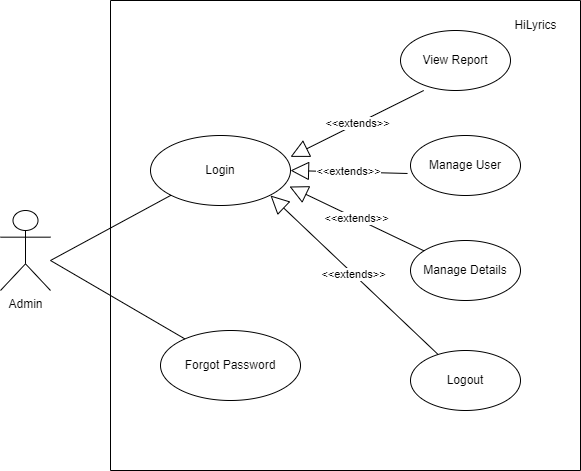 HiLyrics
View Report
<<extends>>
Login
<<extends>>
Manage User
<<extends>>
Manage Details
<<extends>>
Admin
Forgot Password
Logout